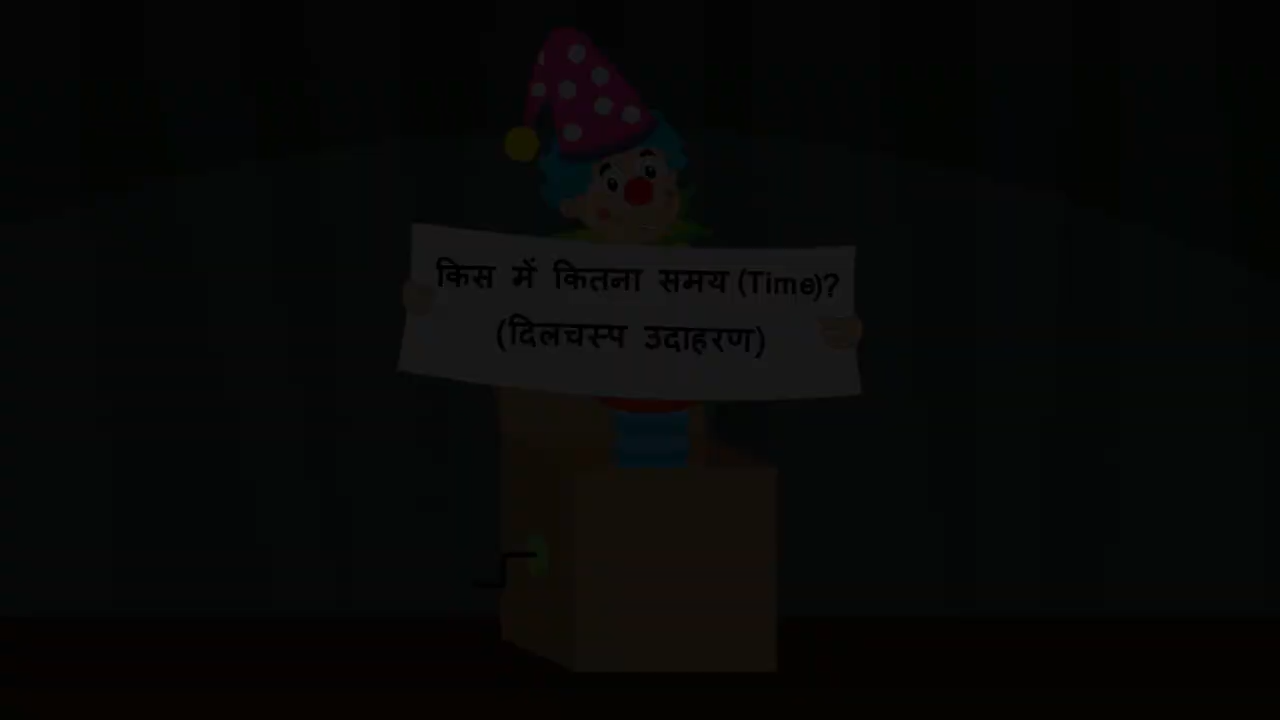 किस में कितना समय (Time)?
(दिलचस्प उदाहरण)